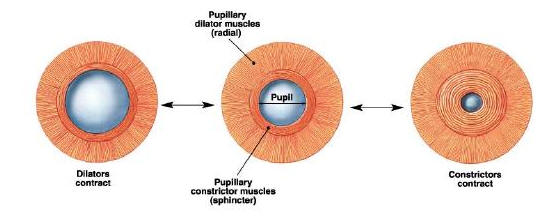 Pupillary
dilator muscles
(radial)
Pupil
Dilators
contract
Pupillary
constrictor muscles
(sphincter)
Constrictors
contract